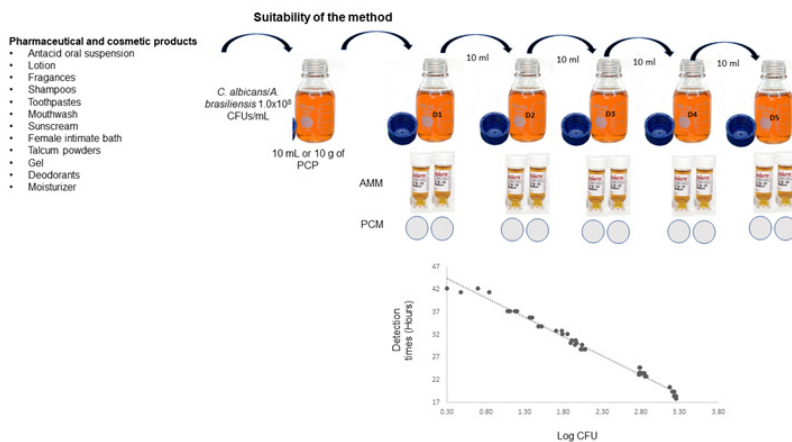 Suitability of the method
Pharmaceutical and cosmetic products
• Antacid oral suspension
• Lotion
• Fragances
• Shampoos
• Toothpastes
• Mouthwash
• Sunscream
• Female intimate bath
• Talcum powders
• Gel
• Deodorants
• Moisturizer
C. albicans/A.
brasiliensis 1.0x10⁸
CFUs/mL
10 mL or 10 g of
PCP
10 ml
10 ml
10 ml
10 ml
D1
D2
D3
D4
D5
AMM
PCM
Detection
times (Hours)
47
42
37
32
27
22
17
0.30
0.80
1.30
1.80
2.30
2.80
3.30
3.80
Log CFU